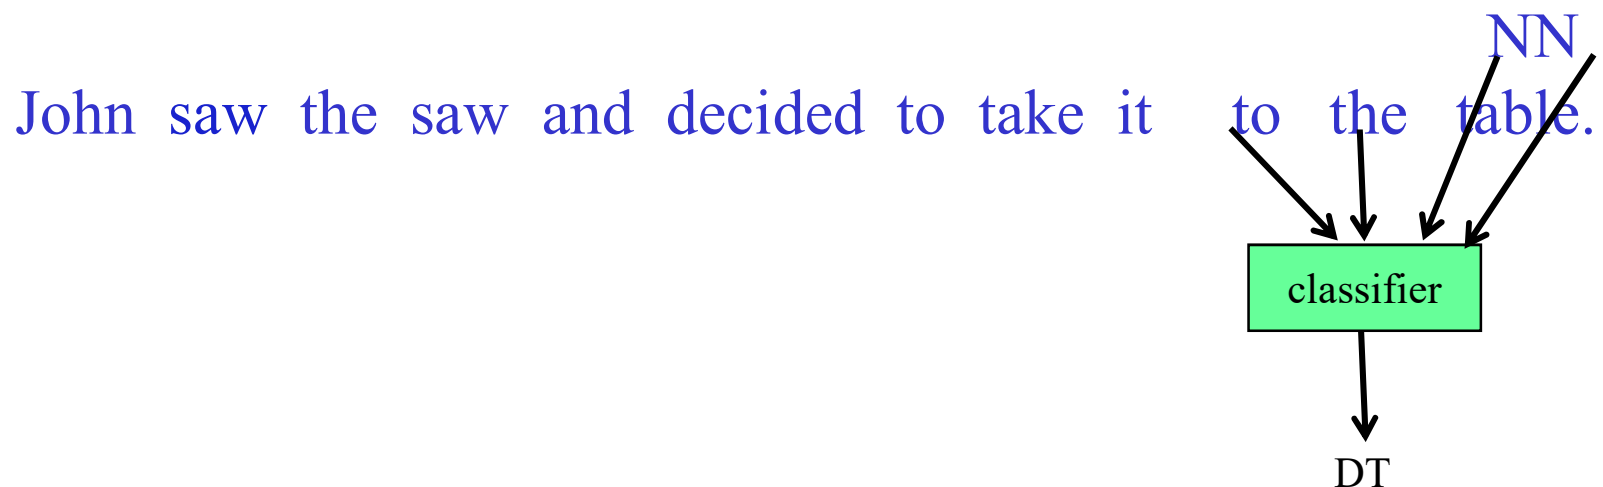 NN
John saw the saw and decided to take it to the table.
classifier
DT